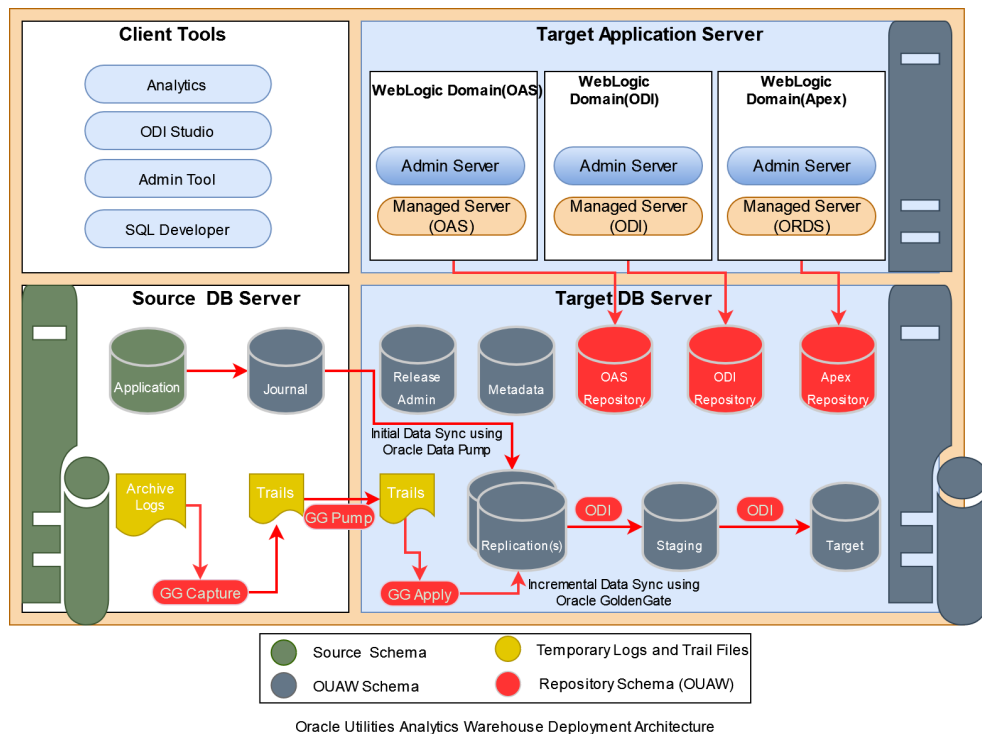 Client Tools
Analytics
ODI Studio
Admin Tool
SQL Developer
Target Application Server
WebLogic Domain(OAS)
Admin Server
Managed Server
(OAS)
WebLogic
Domain(ODI)
Admin Server
Managed Server
(ODI)
WebLogic
Domain(Apex)
Admin Server
Managed Server
(ORDS)
Source DB Server
Application
Journal
Archive
Logs
Trails
GG Capture
GG Pump
Target DB Server
Release
Admin
Metadata
OAS
Repository
ODI
Repository
Apex
Repository
Initial Data Sync using
Oracle Data Pump
Trails
GG Apply
Replication(s)
ODI
Staging
ODI
Target
Incremental Data Sync using
Oracle GoldenGate
Source Schema
Temporary Logs and Trail Files
OUAW Schema
Repository Schema (OUAW)
Oracle Utilities Analytics Warehouse Deployment Architecture